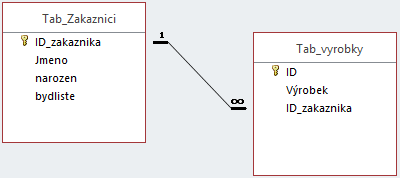 Tab_Zakaznici
ID_zakaznika
Jmeno
narozen
bydliste
1
∞
Tab_vyrobky
ID
Výrobek
ID_zakaznika